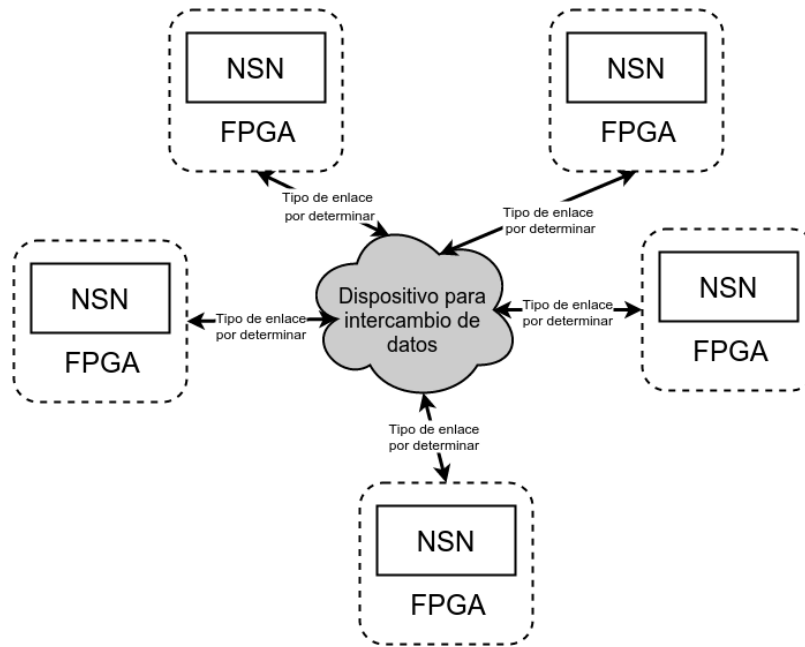 NSN
FPGA
NSN
FPGA
Tipo de enlace
por determinar
Tipo de enlace
por determinar
NSN
FPGA
Tipo de enlace
por determinar
Dispositivo para
intercambio de
datos
Tipo de enlace
por determinar
NSN
FPGA
Tipo de enlace
por determinar
NSN
FPGA